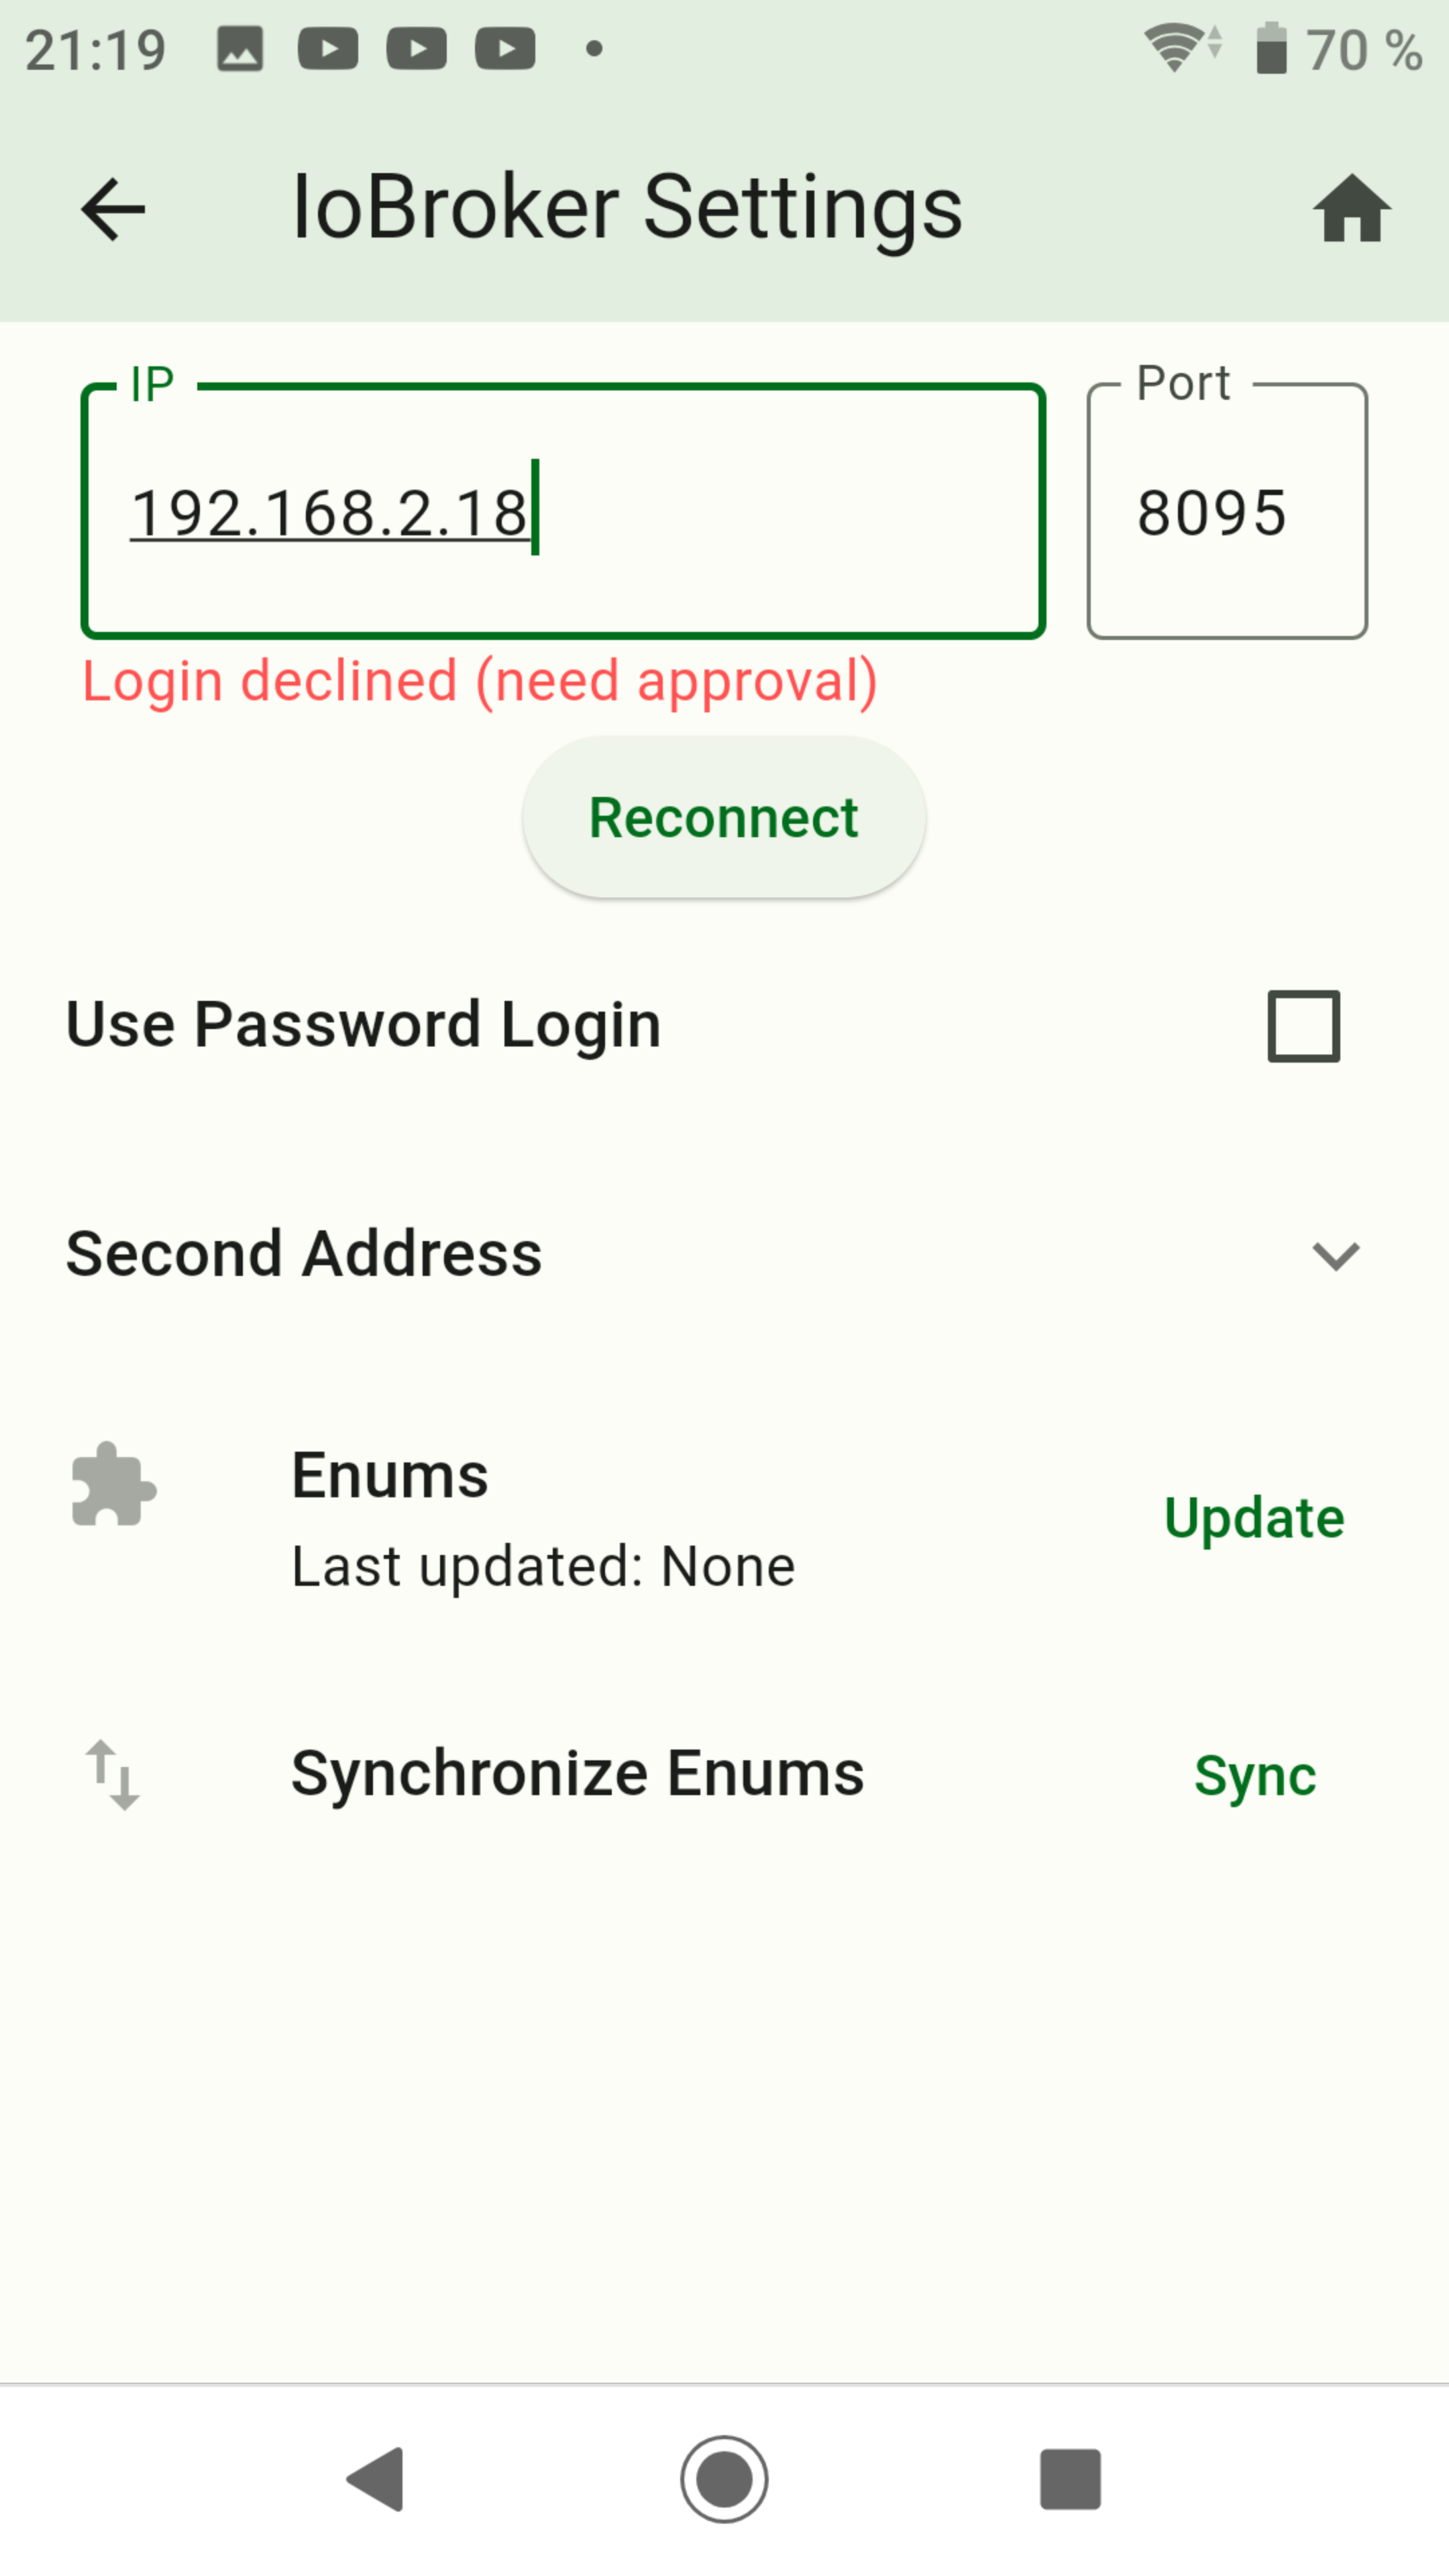 21:19
70 %
IoBroker Settings
IP
Port
192.168.2.18
8095
Login declined (need approval)
Reconnect
Use Password Login
Second Address
Enums
Last updated: None
Update
Synchronize Enums
Sync